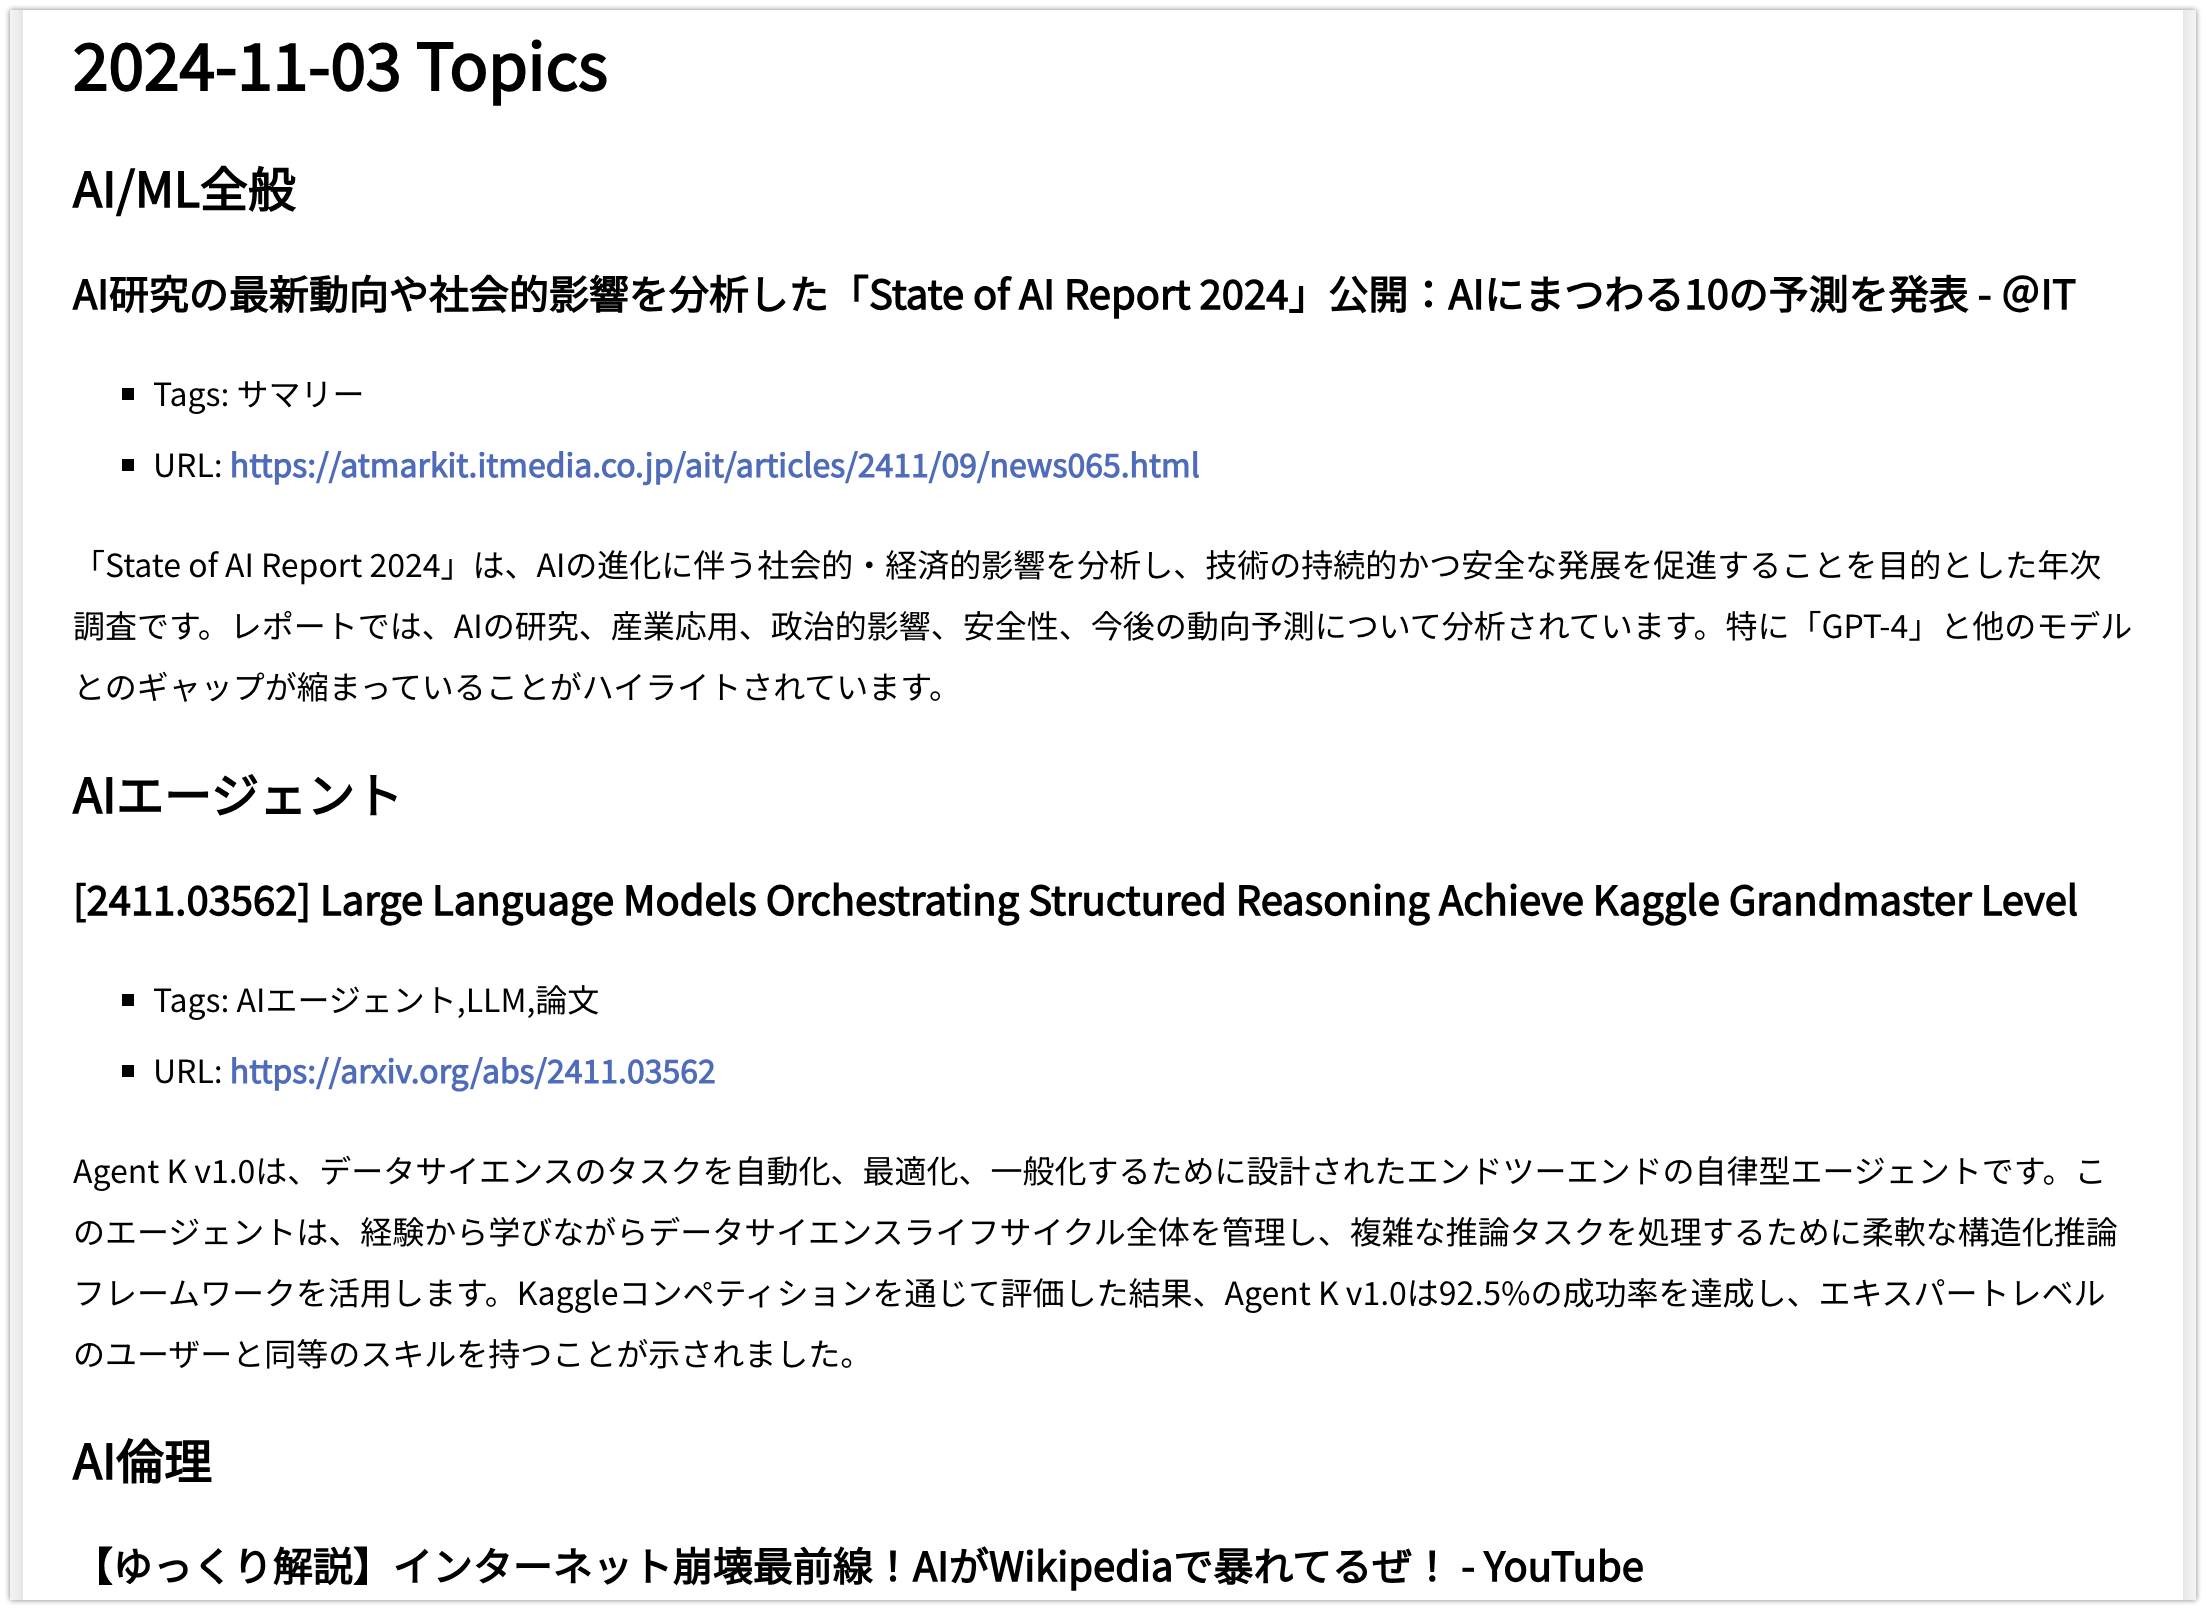 2024-11-03 Topics
AI/ML全般
AI研究の最新動向や社会的影響を分析した「State of AI Report 2024」公開：AIにまつわる10の予測を発表 - ＠IT
▪ Tags: サマリー
▪ URL: https://atmarkit.itmedia.co.jp/ait/articles/2411/09/news065.html
「State of AI Report 2024」は、AIの進化に伴う社会的・経済的影響を分析し、技術の持続的かつ安全な発展を促進することを目的とした年次
調査です。レポートでは、AIの研究、産業応用、政治的影響、安全性、今後の動向予測について分析されています。特に「GPT-4」と他のモデル
とのギャップが縮まっていることがハイライトされています。
AIエージェント
[2411.03562] Large Language Models Orchestrating Structured Reasoning Achieve Kaggle Grandmaster Level
▪ Tags: AIエージェント,LLM,論文
▪ URL: https://arxiv.org/abs/2411.03562
Agent K v1.0は、データサイエンスのタスクを自動化、最適化、一般化するために設計されたエンドツーエンドの自律型エージェントです。こ
のエージェントは、経験から学びながらデータサイエンスライフサイクル全体を管理し、複雑な推論タスクを処理するために柔軟な構造化推論
フレームワークを活用します。Kaggleコンペティションを通じて評価した結果、Agent K v1.0は92.5%の成功率を達成し、エキスパートレベル
のユーザーと同等のスキルを持つことが示されました。
AI倫理
【ゆっくり解説】インターネット崩壊最前線！AIがWikipediaで暴れてるぜ！ - YouTube